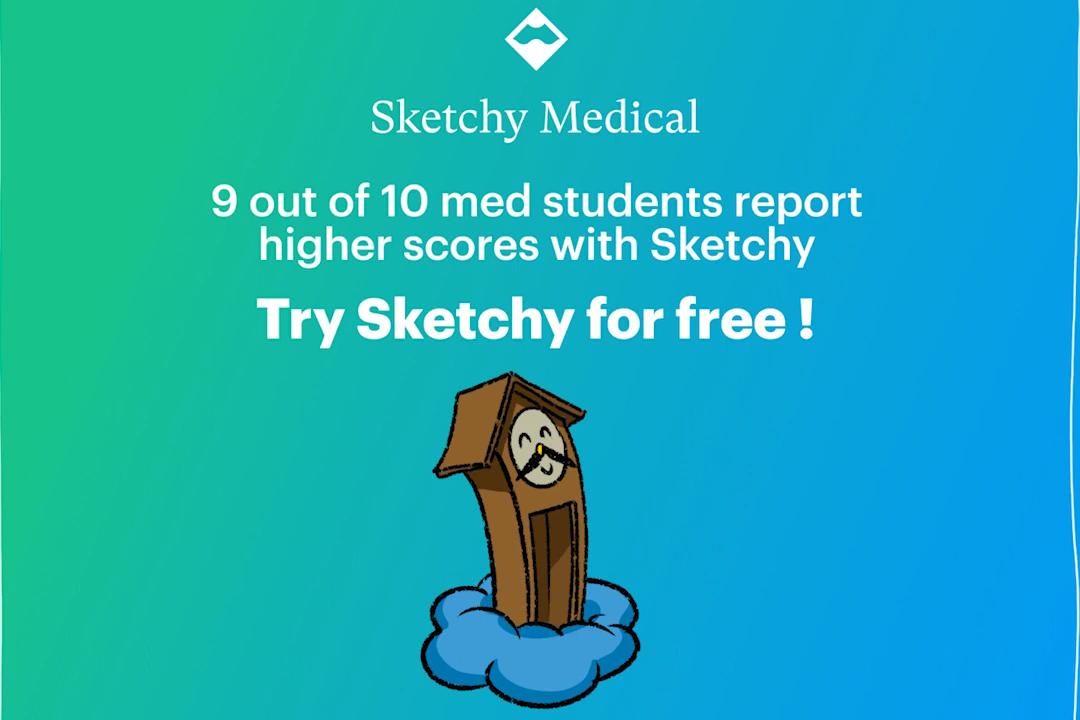 Sketchy Medical
9 out of 10 med students report
higher scores with Sketchy
Try Sketchy for free !